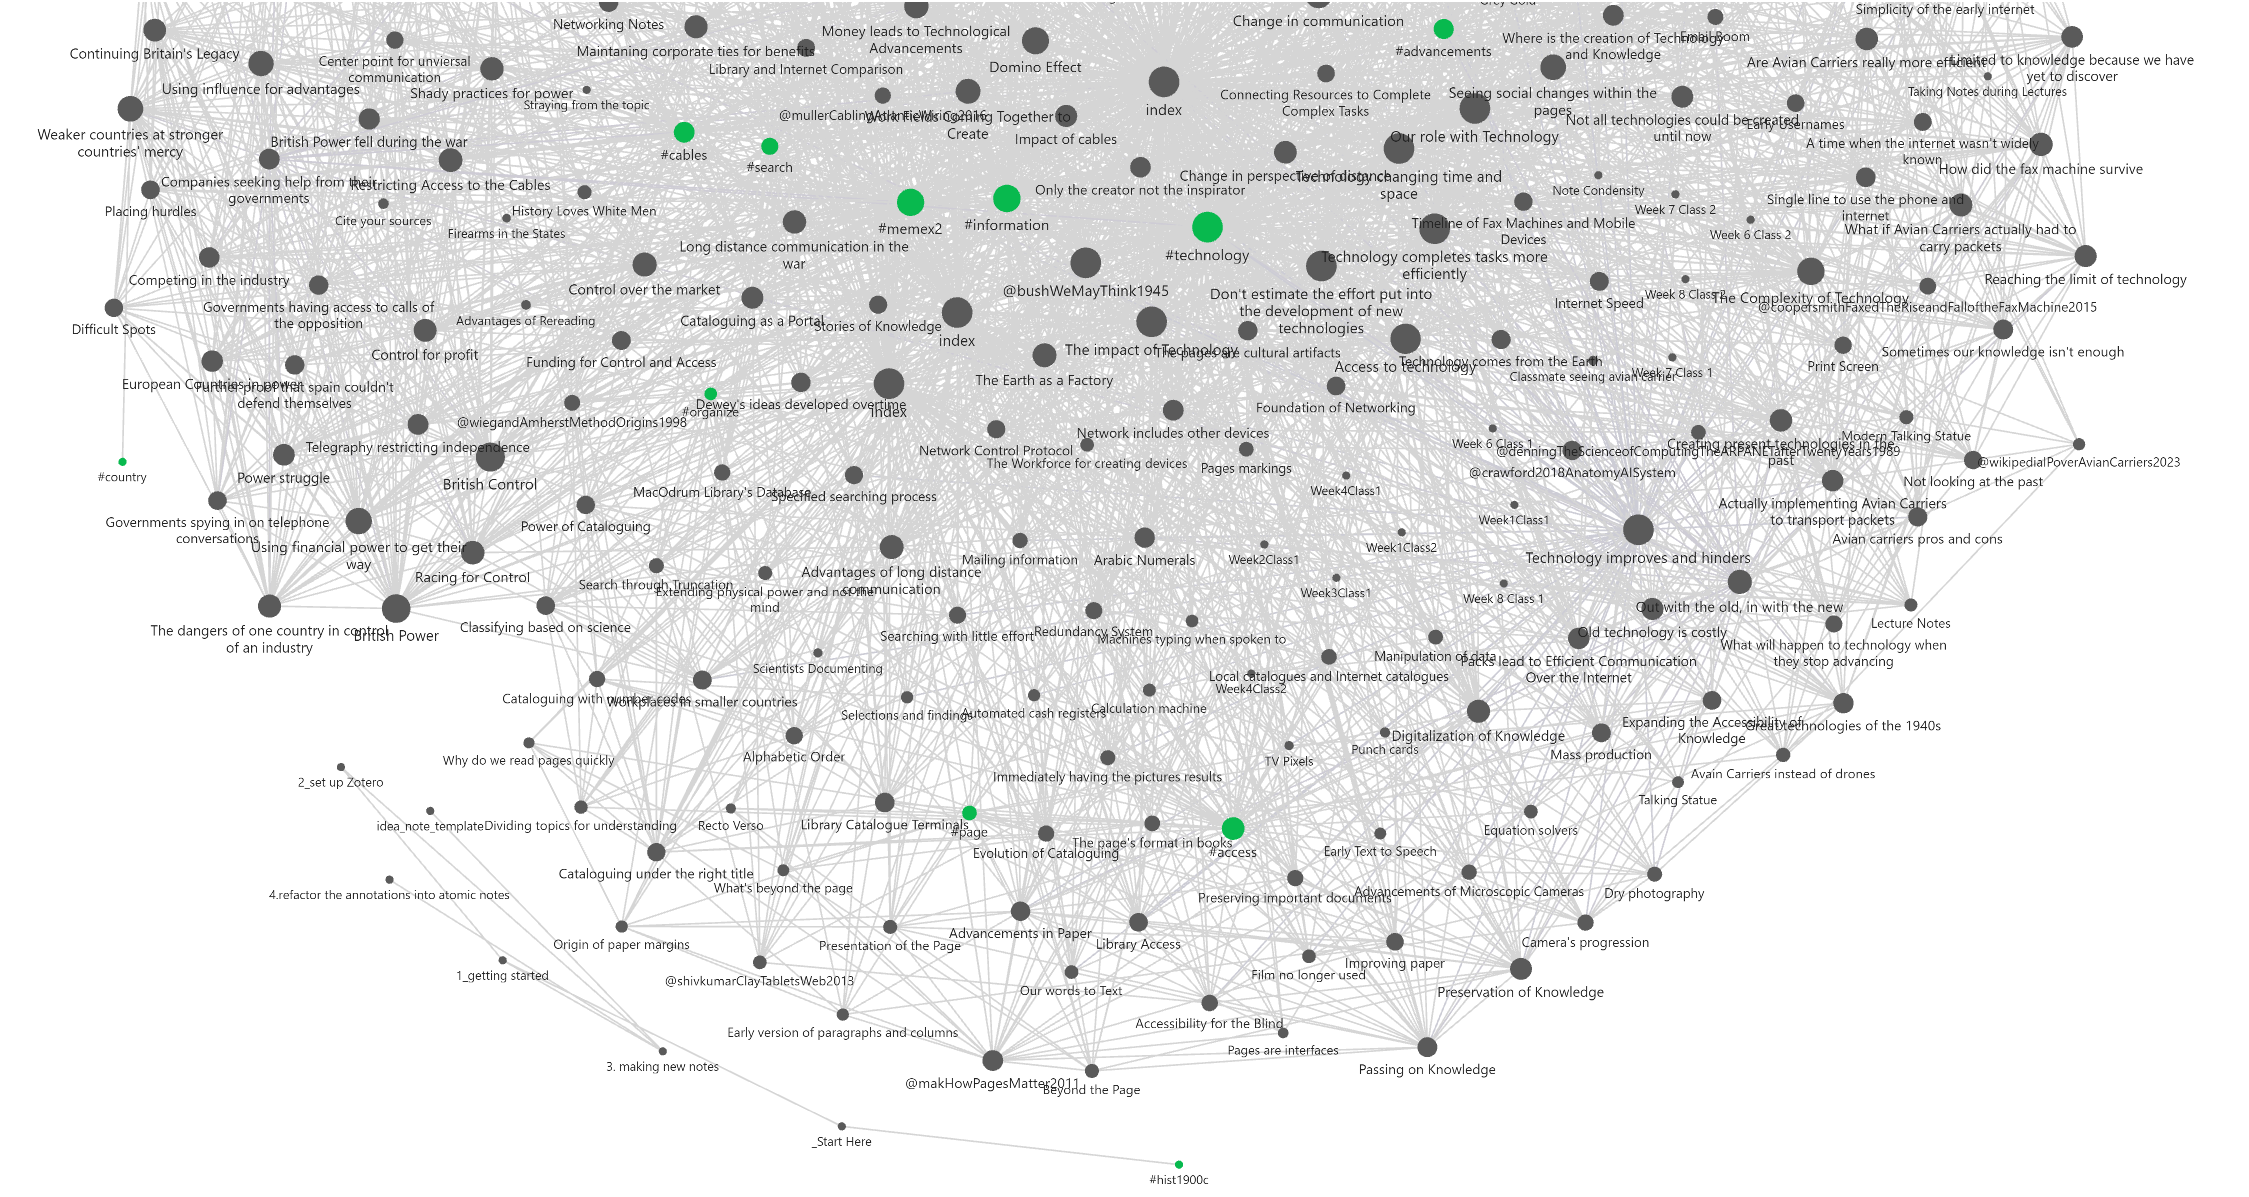 Simplicity of the early internet
Networking Notes
Change in communication
Money leads to Technological
Advancements
Where is the creation of Technology
and Knowledge
Email Boom
Continuing Britain's Legacy
Maintaning corporate ties for benefits
#advancements
Center point for unviersal
communication
Library and Internet Comparison
Domino Effect
Are Avian Carriers really more efficient
Limited to knowledge because we have
yet to discover
Using influence for advantages
Shady practices for power
Straying from the topic
Connecting Resources to Complete
Complex Tasks
Seeing social changes within the
pages
Taking Notes during Lectures
index
@mullerCablingAtlanticWiring2016
Work Fields Coming Together to
Create
Not all technologies could be created
until now
Early Usernames
Weaker countries at stronger
countries' mercy
British Power fell during the war
Impact of cables
Our role with Technology
A time when the internet wasn't widely
known
#cables
#search
How did the fax machine survive
Companies seeking help from their
governments
Restricting Access to the Cables
Change in perspective of distance
Technology changing time and
space
Only the creator not the inspirator
Note Condensity
Placing hurdles
Cite your sources
History Loves White Men
Week 7 Class 2
Single line to use the phone and
internet
Firearms in the States
#memex2
#information
Timeline of Fax Machines and Mobile
Devices
Week 6 Class 2
What if Avian Carriers actually had to
carry packets
Long distance communication in the
war
#technology
Technology completes tasks more
efficiently
Competing in the industry
Control over the market
@bushWeMayThink1945
Don't estimate the effort put into
the development of new
technologies
Internet Speed
Week 8 Class 2
The Complexity of Technology
Reaching the limit of technology
Governments having access to calls of
the opposition
@coopersmithFaxedTheRiseandFalloftheFaxMachine2015
Difficult Spots
Advantages of Rereading
Cataloguing as a Portal
Stories of Knowledge
index
Control for profit
Funding for Control and Access
The impact of Technology
The pages are cultural artifacts
Access to technology
Technology comes from the Earth
Classmate seeing avian carrier
Week 7 Class 1
Print Screen
Sometimes our knowledge isn't enough
European Countries in power
Further proof that spain couldn't
defend themselves
The Earth as a Factory
#organize
Dewey's ideas developed overtime
index
Foundation of Networking
@wiegandAmherstMethodOrigins1998
Telegraphy restricting independence
Network Control Protocol
Network includes other devices
Week 6 Class 1
Creating present technologies in the
past
Modern Talking Statue
@denningTheScienceofComputingTheARPANETafterTwentyYears1989
The Workforce for creating devices
Pages markings
@crawford2018AnatomyAISystem
@wikipediaIPoverAvianCarriers2023
#country
Power struggle
British Control
MacOdrum Library's Database
Specified searching process
Week4Class1
Not looking at the past
Governments spying in on telephone
conversations
Power of Cataloguing
Week1Class1
Actually implementing Avian Carriers
to transport packets
Using financial power to get their
way
Avian carriers pros and cons
Racing for Control
Mailing information
Arabic Numerals
Week2Class1
Week1Class2
Technology improves and hinders
Search through Truncation
Extending physical power and not the
mind
Advantages of long distance
communication
Week3Class1
Week 8 Class 1
Out with the old, in with the new
The dangers of one country in control
of an industry
British Power
Classifying based on science
Searching with little effort
Redundancy System
Machines typing when spoken to
Old technology is costly
Lecture Notes
What will happen to technology when
they stop advancing
Scientists Documenting
Manipulation of data
Packs lead to Efficient Communication
Over the Internet
Local catalogues and Internet catalogues
Week4Class2
Cataloguing with number codes
Workplaces in smaller countries
Selections and findings
Automated cash registers
Calculation machine
Expanding the Accessibility of
Knowledge
Great technologies of the 1940s
Digitalization of Knowledge
Why do we read pages quickly
Alphabetic Order
TV Pixels
Punch cards
Mass production
2_set up Zotero
Immediately having the pictures results
Avain Carriers instead of drones
Talking Statue
idea_note_template
Dividing topics for understanding
Recto Verso
Library Catalogue Terminals
#page
Evolution of Cataloguing
The page's format in books
#access
Early Text to Speech
Equation solvers
Cataloguing under the right title
What's beyond the page
4.refactor the annotations into atomic notes
Preserving important documents
Advancements of Microscopic Cameras
Dry photography
Origin of paper margins
Presentation of the Page
Advancements in Paper
Library Access
Camera's progression
1_getting started
@shivkumarClayTabletsWeb2013
Our words to Text
Film no longer used
Improving paper
Preservation of Knowledge
Early version of paragraphs and columns
Accessibility for the Blind
3. making new notes
Pages are interfaces
Passing on Knowledge
@makHowPagesMatter2011
Beyond the Page
_Start Here
#hist1900c